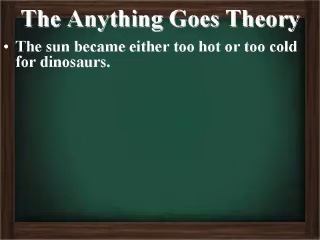 The Anything Goes Theory
• The sun became either too hot or too cold
for dinosaurs.